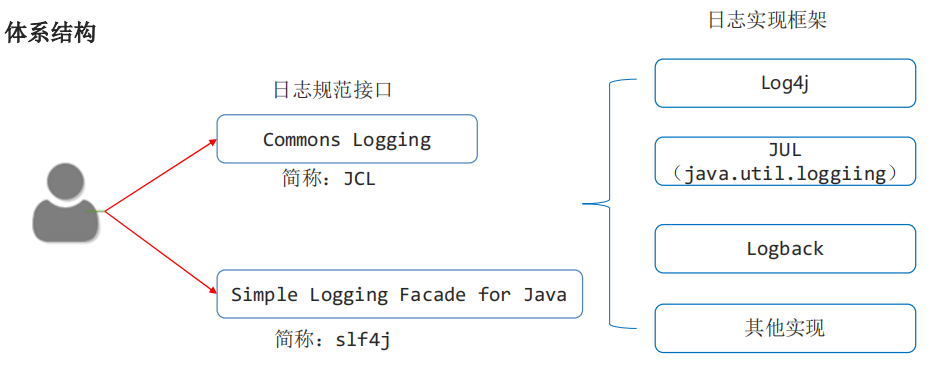 体系结构
日志规范接口
Commons Logging
简称：JCL
Simple Logging Facade for Java
简称：slf4j
日志实现框架
Log4j
JUL
（java.util.loggiing）
Logback
其他实现